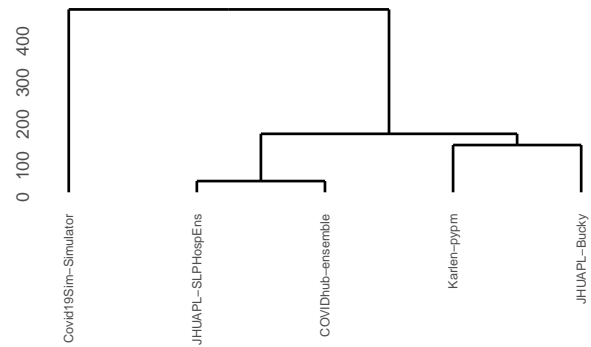 400
300
200
100
0
Covid19Sim−Simulator
JHUAPL−SLPHospEns
COVIDhub−ensemble
Karlen−pypm
JHUAPL−Bucky